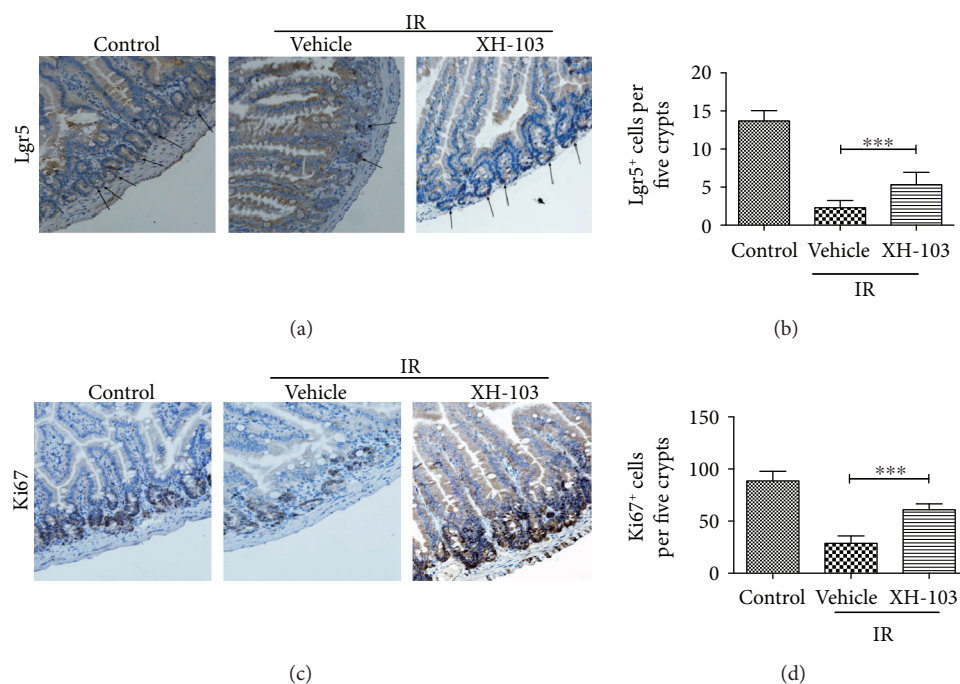 IR
Control Vehicle XH-103
Lgr5
(a)
20
15
10
5
0
Lgr5⁺ cells per
five crypts
***
Control Vehicle XH-103
IR
(b)
IR
Control Vehicle XH-103
Ki67
(c)
150
100
50
0
Ki67⁺ cells
per five crypts
***
Control Vehicle XH-103
IR
(d)